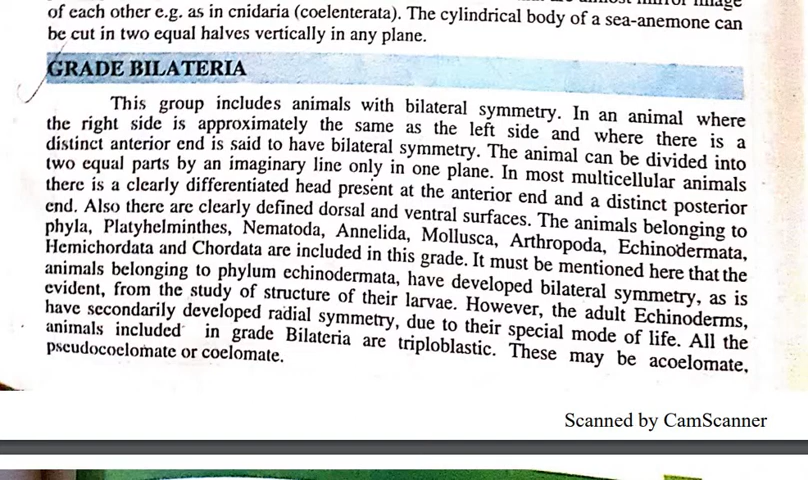 of each other e.g. as in cnidaria (coelenterata). The cylindrical body of a sea-anemone can
be cut in two equal halves vertically in any plane.
GRADE BILATERIA
This group includes animals with bilateral symmetry. In an animal where
the right side is approximately the same as the left side and where there is a
distinct anterior end is said to have bilateral symmetry. The animal can be divided into
two equal parts by an imaginary line only in one plane. In most multicellular animals
there is a clearly differentiated head present at the anterior end and a distinct posterior
end. Also there are clearly defined dorsal and ventral surfaces. The animals belonging to
phyla, Platyhelminthes, Nematoda, Annelida, Mollusca, Arthropoda, Echinodermata,
Hemichordata and Chordata are included in this grade. It must be mentioned here that the
animals belonging to phylum echinodermata, have developed bilateral symmetry, as is
evident, from the study of structure of their larvae. However, the adult Echinoderms,
have secondarily developed radial symmetry, due to their special mode of life. All the
animals included in grade Bilateria are triploblastic. These may be acoelomate,
pseudocoelomate or coelomate.
Scanned by CamScanner